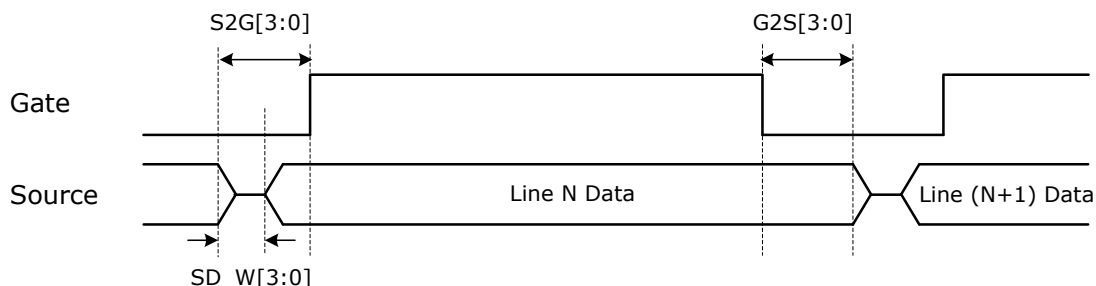 S2G[3:0]
G2S[3:0]
Gate
Source
Line N Data
Line (N+1) Data
SD W[3:0]